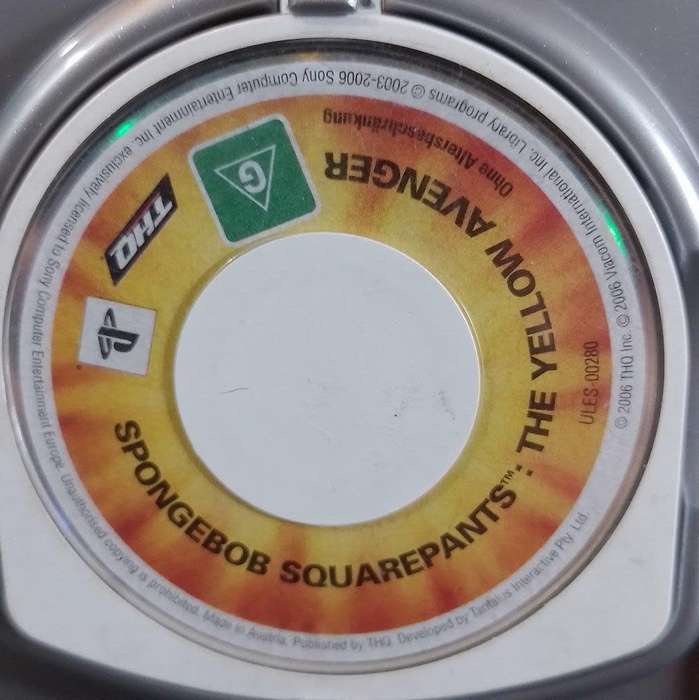 SPONGEBOB SQUAREPANTS™: THE YELLOW AVENGER
Ohne Altersbeschränkung
G
THQ
ULES-00280
Library programs © 2003-2006 Sony Computer Entertainment Inc. exclusively licensed to Sony Computer Entertainment Europe. Unauthorised copying is prohibited. Made in Austria. Published by THQ. Developed by Tantalus Interactive Pty. Ltd.
© 2006 THQ Inc. © 2006 Viacom International Inc.